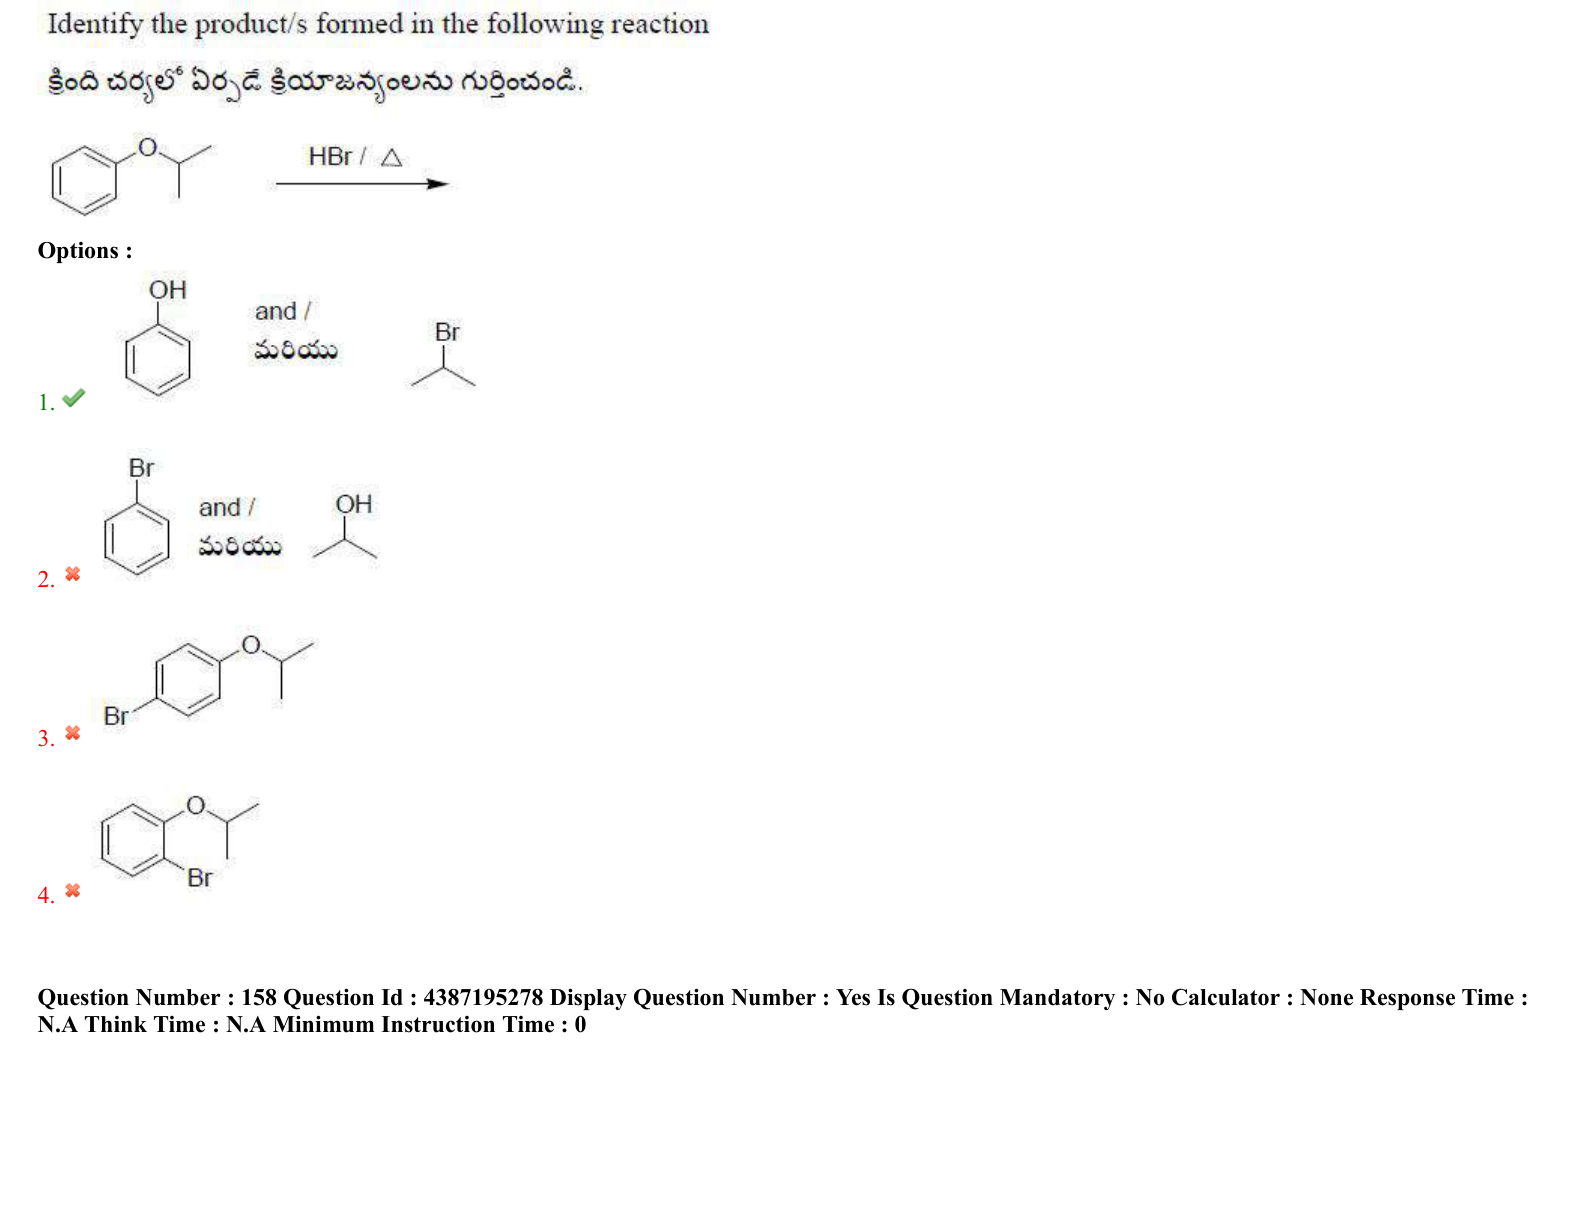 Identify the product/s formed in the following reaction
క్రింది చర్యలో ఏర్పడే క్రియాజన్యంలను గుర్తించండి.
O
HBr / △
Options :
OH
and /
మరియు
Br
1.
Br
and /
మరియు
OH
2.
O
Br
3.
O
Br
4.
Question Number : 158 Question Id : 4387195278 Display Question Number : Yes Is Question Mandatory : No Calculator : None Response Time :
N.A Think Time : N.A Minimum Instruction Time : 0